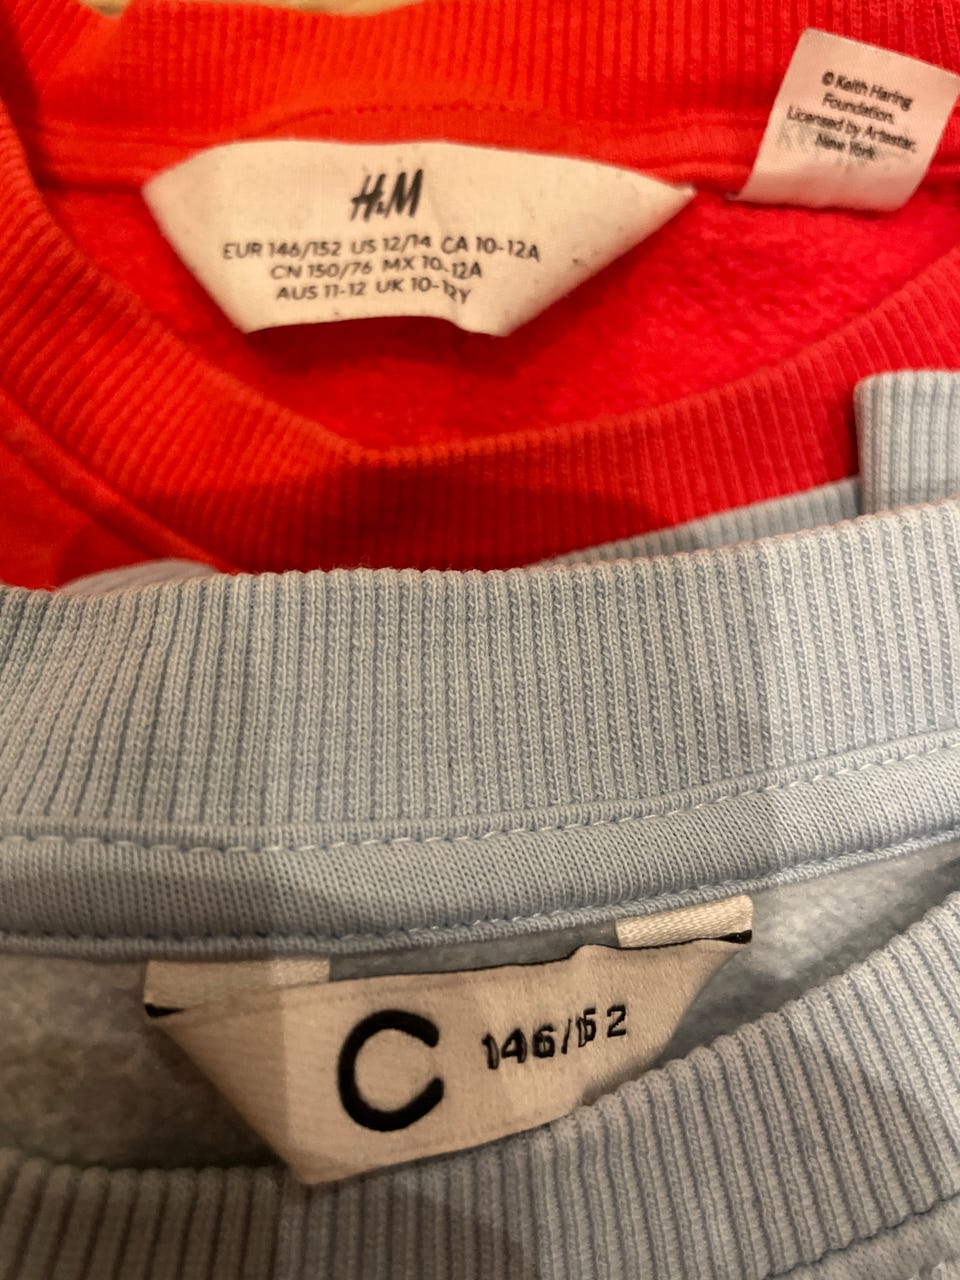 © Keith Haring
Foundation.
Licensed by Artestar,
New York
H&M
EUR 146/152 US 12/14 CA 10-12A
CN 150/76 MX 10-12A
AUS 11-12 UK 10-12Y
C 146/152